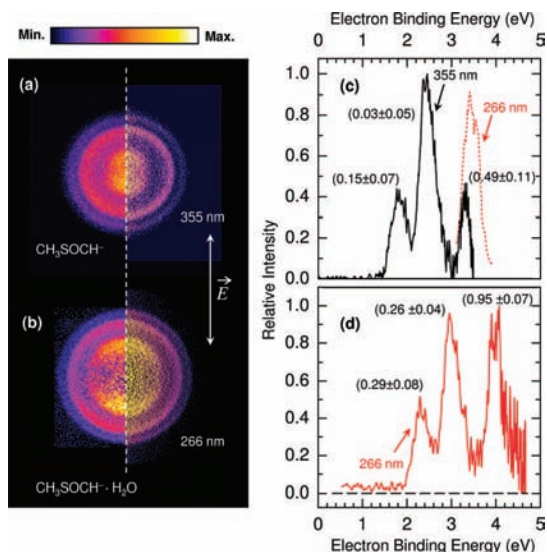 Min. Max.
(a)
355 nm
CH₃SOCH⁻
E
(b)
266 nm
CH₃SOCH⁻ · H₂O
Electron Binding Energy (eV)
0 1 2 3 4 5
1.0
0.8
0.6
0.4
0.2
0.0
(c)
355 nm
(0.03±0.05)
266 nm
(0.15±0.07)
(0.49±0.11)
Relative Intensity
1.0
0.8
0.6
0.4
0.2
0.0
(d)
(0.26 ±0.04)
(0.95 ±0.07)
(0.29±0.08)
266 nm
0 1 2 3 4 5
Electron Binding Energy (eV)